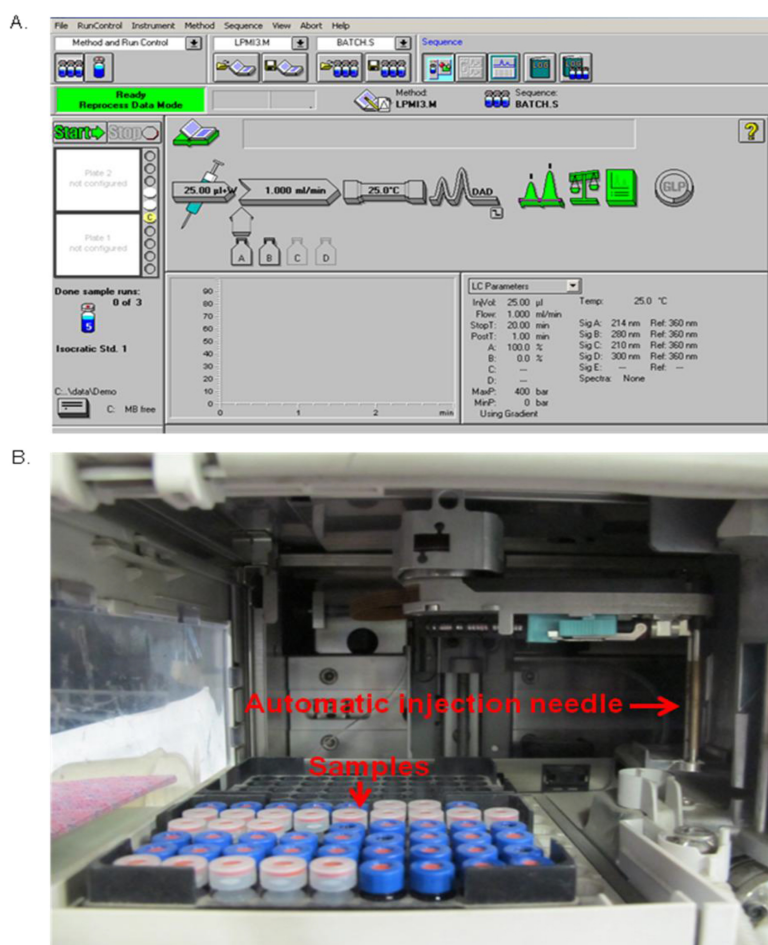 A.
File RunControl Instrument Method Sequence View Abort Help
Method and Run Control LPMI3.M BATCH.S Sequence
Ready
Reprocess Data Mode
Method:
LPMI3.M
Sequence:
BATCH.S
Start Stop
?
Plate 2
not configured
25.00 µl+W 1.000 ml/min 25.0°C DAD GLP
C
Plate 1
not configured
A B C D
Done sample runs:
0 of 3
5
Isocratic Std. 1
C:..\data\Demo
C: MB free
90
80
70
60
50
40
30
20
10
0
0 1 2 min
LC Parameters
InjVol: 25.00 µl
Flow: 1.000 ml/min
StopT: 20.00 min
PostT: 1.00 min
A: 100.0 %
B: 0.0 %
C: ---
D: ---
MaxP: 400 bar
MinP: 0 bar
Using Gradient
Temp: 25.0 °C
Sig A: 214 nm Ref: 360 nm
Sig B: 280 nm Ref: 360 nm
Sig C: 210 nm Ref: 360 nm
Sig D: 300 nm Ref: 360 nm
Sig E: --- Ref: ---
Spectra: None
B.
Automatic injection needle
Samples